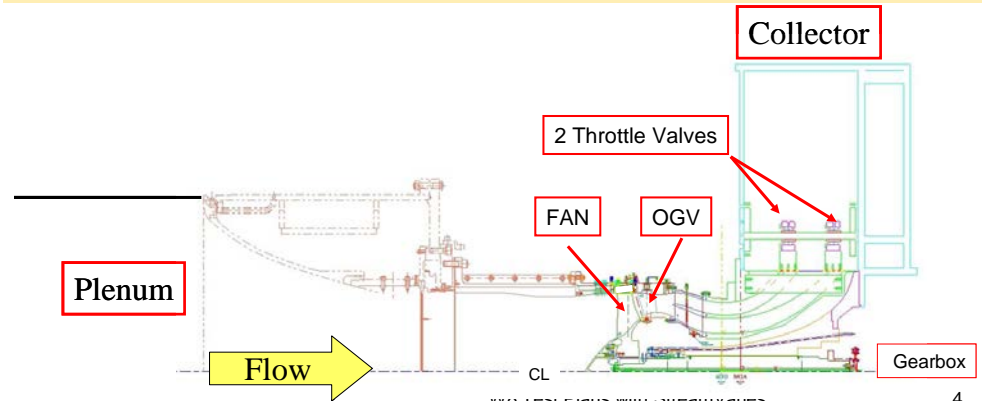 Collector
2 Throttle Valves
FAN
OGV
Plenum
Flow
CL
Gearbox
4